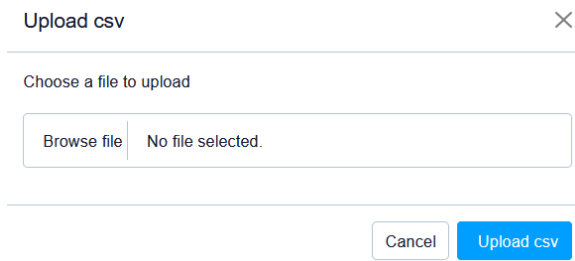 Upload csv
Choose a file to upload
Browse file No file selected.
Cancel Upload csv